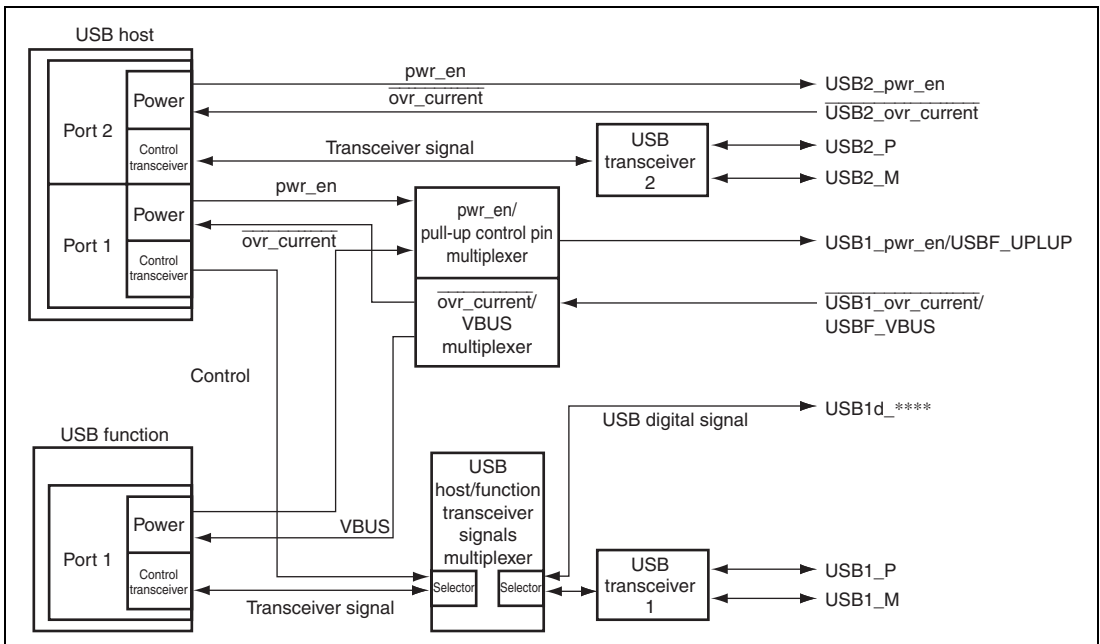 USB host
Port 2
Power
Control
transceiver
Port 1
Power
Control
transceiver
pwr_en
ovr_current
Transceiver signal
pwr_en
ovr_current
USB
transceiver
2
USB2_pwr_en
USB2_ovr_current
USB2_P
USB2_M
pwr_en/
pull-up control pin
multiplexer
ovr_current/
VBUS
multiplexer
USB1_pwr_en/USBF_UPLUP
USB1_ovr_current/
USBF_VBUS
Control
USB digital signal
USB1d_****
USB function
Port 1
Power
Control
transceiver
VBUS
Transceiver signal
USB
host/function
transceiver
signals
multiplexer
Selector
Selector
USB
transceiver
1
USB1_P
USB1_M